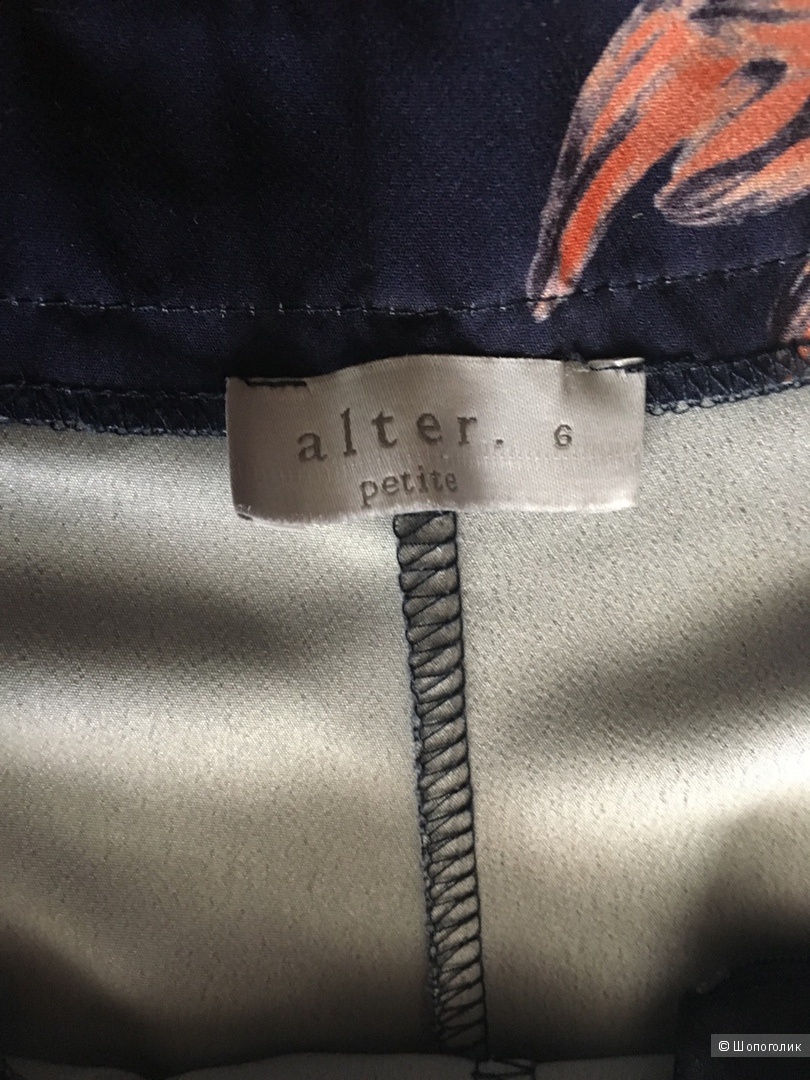 alter. 6
petite
© Шопоголик